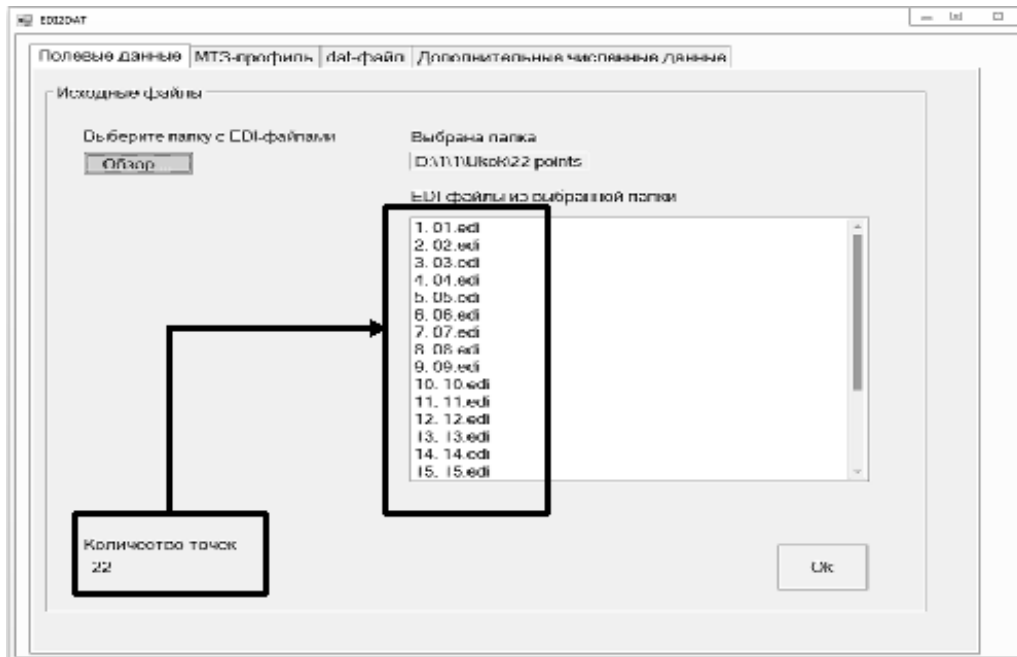 EDI2DAT
Полевые данные МТЗ-профиль dat-файл Дополнительные численные данные
Исходные файлы
Выберите папку с EDI-файлами
Обзор...
Выбрана папка
D:\1\1\Ukok\22 points
EDI файлы из выбранной папки
1. 01.edi
2. 02.edi
3. 03.edi
4. 04.edi
5. 05.edi
6. 06.edi
7. 07.edi
8. 08.edi
9. 09.edi
10. 10.edi
11. 11.edi
12. 12.edi
13. 13.edi
14. 14.edi
15. 15.edi
Количество точек
22
Ok